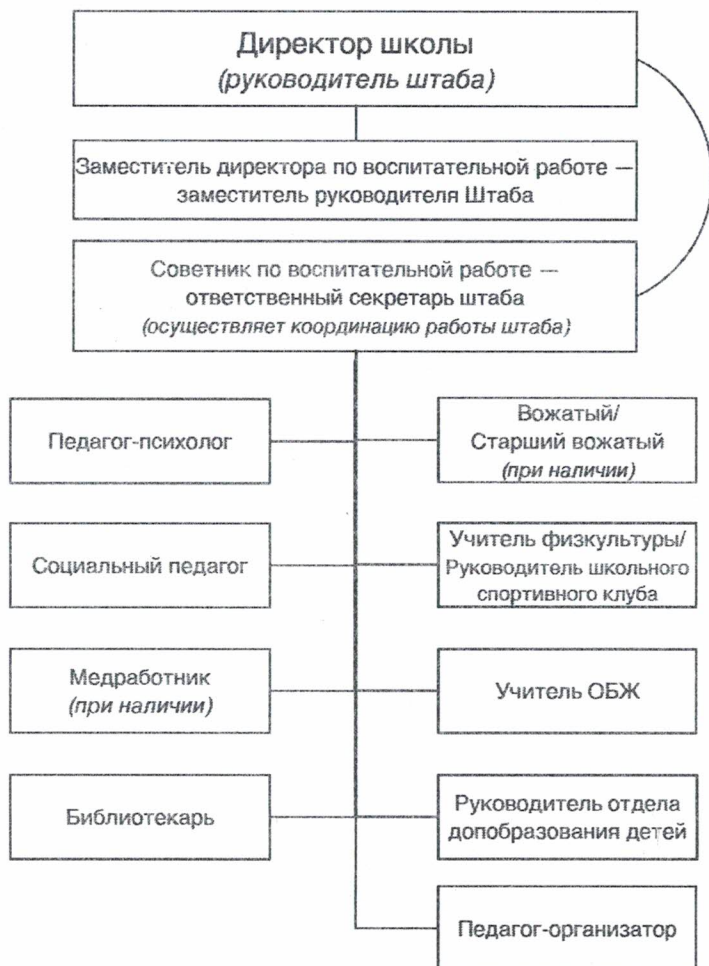 Директор школы
(руководитель штаба)
Заместитель директора по воспитательной работе —
заместитель руководителя Штаба
Советник по воспитательной работе —
ответственный секретарь штаба
(осуществляет координацию работы штаба)
Педагог-психолог
Вожатый/
Старший вожатый
(при наличии)
Социальный педагог
Учитель физкультуры/
Руководитель школьного
спортивного клуба
Медработник
(при наличии)
Учитель ОБЖ
Библиотекарь
Руководитель отдела
допобразования детей
Педагог-организатор